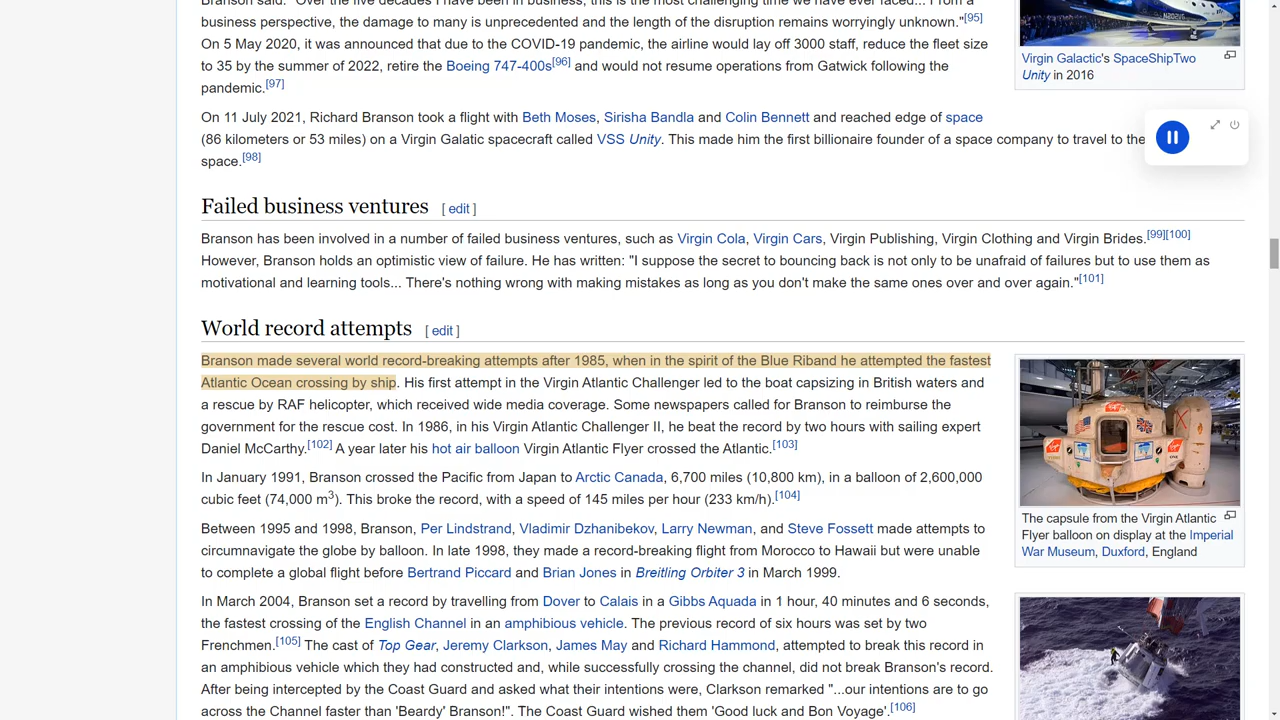 Branson said: "Over the five decades I have been in business, this is the most challenging time we have ever faced... From a
business perspective, the damage to many is unprecedented and the length of the disruption remains worryingly unknown."[95]
On 5 May 2020, it was announced that due to the COVID-19 pandemic, the airline would lay off 3000 staff, reduce the fleet size
to 35 by the summer of 2022, retire the Boeing 747-400s[96] and would not resume operations from Gatwick following the
pandemic.[97]
On 11 July 2021, Richard Branson took a flight with Beth Moses, Sirisha Bandla and Colin Bennett and reached edge of space
(86 kilometers or 53 miles) on a Virgin Galatic spacecraft called VSS Unity. This made him the first billionaire founder of a space company to travel to the
space.[98]
N202VG
Virgin Galactic's SpaceShipTwo
Unity in 2016
Failed business ventures [ edit ]
Branson has been involved in a number of failed business ventures, such as Virgin Cola, Virgin Cars, Virgin Publishing, Virgin Clothing and Virgin Brides.[99][100]
However, Branson holds an optimistic view of failure. He has written: "I suppose the secret to bouncing back is not only to be unafraid of failures but to use them as
motivational and learning tools... There's nothing wrong with making mistakes as long as you don't make the same ones over and over again."[101]
World record attempts [ edit ]
Branson made several world record-breaking attempts after 1985, when in the spirit of the Blue Riband he attempted the fastest
Atlantic Ocean crossing by ship. His first attempt in the Virgin Atlantic Challenger led to the boat capsizing in British waters and
a rescue by RAF helicopter, which received wide media coverage. Some newspapers called for Branson to reimburse the
government for the rescue cost. In 1986, in his Virgin Atlantic Challenger II, he beat the record by two hours with sailing expert
Daniel McCarthy.[102] A year later his hot air balloon Virgin Atlantic Flyer crossed the Atlantic.[103]
In January 1991, Branson crossed the Pacific from Japan to Arctic Canada, 6,700 miles (10,800 km), in a balloon of 2,600,000
cubic feet (74,000 m3). This broke the record, with a speed of 145 miles per hour (233 km/h).[104]
Between 1995 and 1998, Branson, Per Lindstrand, Vladimir Dzhanibekov, Larry Newman, and Steve Fossett made attempts to
circumnavigate the globe by balloon. In late 1998, they made a record-breaking flight from Morocco to Hawaii but were unable
to complete a global flight before Bertrand Piccard and Brian Jones in Breitling Orbiter 3 in March 1999.
In March 2004, Branson set a record by travelling from Dover to Calais in a Gibbs Aquada in 1 hour, 40 minutes and 6 seconds,
the fastest crossing of the English Channel in an amphibious vehicle. The previous record of six hours was set by two
Frenchmen.[105] The cast of Top Gear, Jeremy Clarkson, James May and Richard Hammond, attempted to break this record in
an amphibious vehicle which they had constructed and, while successfully crossing the channel, did not break Branson's record.
After being intercepted by the Coast Guard and asked what their intentions were, Clarkson remarked "...our intentions are to go
across the Channel faster than 'Beardy' Branson!". The Coast Guard wished them 'Good luck and Bon Voyage'.[106]
The capsule from the Virgin Atlantic
Flyer balloon on display at the Imperial
War Museum, Duxford, England